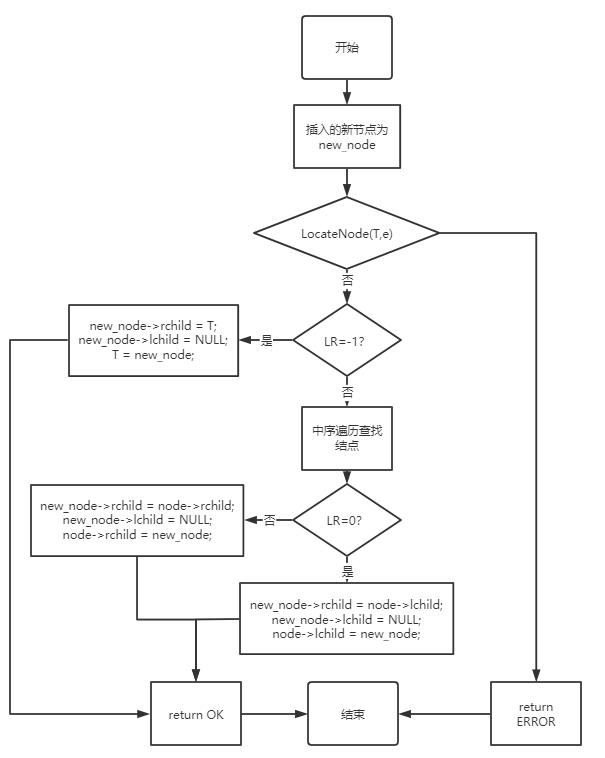 开始
插入的新节点为
new_node
LocateNode(T,e)
否
LR=-1?
是
new_node->rchild = T;
new_node->lchild = NULL;
T = new_node;
否
中序遍历查找
结点
LR=0?
否
new_node->rchild = node->rchild;
new_node->lchild = NULL;
node->rchild = new_node;
是
new_node->rchild = node->lchild;
new_node->lchild = NULL;
node->lchild = new_node;
return OK
结束
return
ERROR